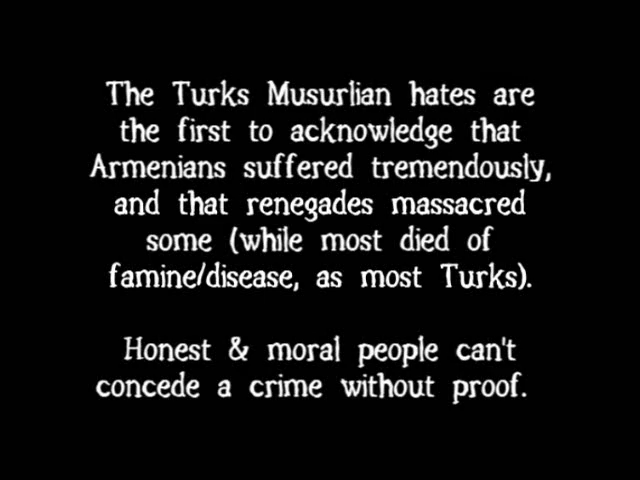 The Turks Musurlian hates are
the first to acknowledge that
Armenians suffered tremendously,
and that renegades massacred
some (while most died of
famine/disease, as most Turks).
Honest & moral people can't
concede a crime without proof.